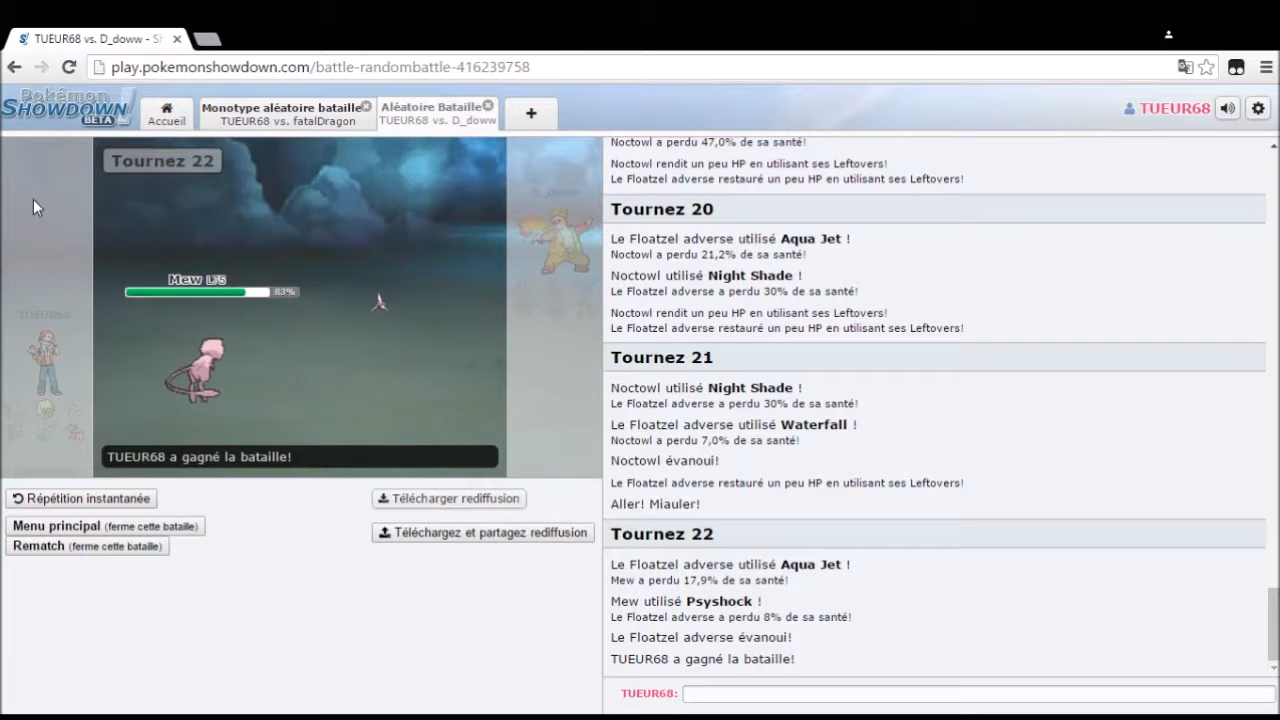 TUEUR68 vs. D_doww - Sh
play.pokemonshowdown.com/battle-randombattle-416239758
Pokémon
SHOWDOWN
BETA
Accueil
Monotype aléatoire bataille
TUEUR68 vs. fatalDragon
Aléatoire Bataille
TUEUR68 vs. D_doww
TUEUR68
Tournez 22
Mew L75
83%
TUEUR68
TUEUR68 a gagné la bataille!
Répétition instantanée
Télécharger rediffusion
Menu principal (ferme cette bataille)
Téléchargez et partagez rediffusion
Rematch (ferme cette bataille)
Noctowl a perdu 47,0% de sa santé!
Noctowl rendit un peu HP en utilisant ses Leftovers!
Le Floatzel adverse restauré un peu HP en utilisant ses Leftovers!
Tournez 20
Le Floatzel adverse utilisé Aqua Jet !
Noctowl a perdu 21,2% de sa santé!
Noctowl utilisé Night Shade !
Le Floatzel adverse a perdu 30% de sa santé!
Noctowl rendit un peu HP en utilisant ses Leftovers!
Le Floatzel adverse restauré un peu HP en utilisant ses Leftovers!
Tournez 21
Noctowl utilisé Night Shade !
Le Floatzel adverse a perdu 30% de sa santé!
Le Floatzel adverse utilisé Waterfall !
Noctowl a perdu 7,0% de sa santé!
Noctowl évanoui!
Le Floatzel adverse restauré un peu HP en utilisant ses Leftovers!
Aller! Miauler!
Tournez 22
Le Floatzel adverse utilisé Aqua Jet !
Mew a perdu 17,9% de sa santé!
Mew utilisé Psyshock !
Le Floatzel adverse a perdu 8% de sa santé!
Le Floatzel adverse évanoui!
TUEUR68 a gagné la bataille!
TUEUR68: